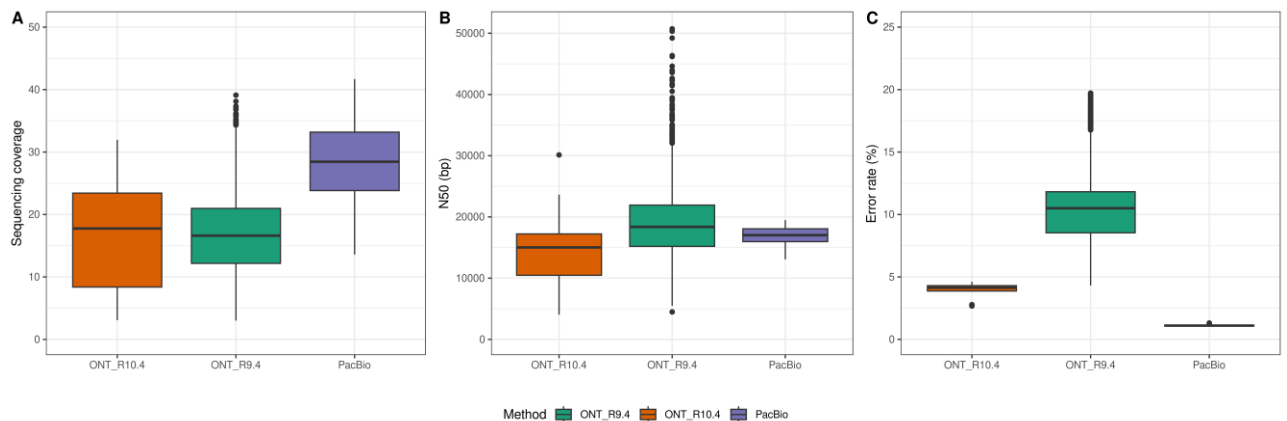 A
Sequencing coverage
50
40
30
20
10
0
ONT_R10.4 ONT_R9.4 PacBio
B
N50 (bp)
50000
40000
30000
20000
10000
0
ONT_R10.4 ONT_R9.4 PacBio
C
Error rate (%)
25
20
15
10
5
0
ONT_R10.4 ONT_R9.4 PacBio
Method ONT_R9.4 ONT_R10.4 PacBio